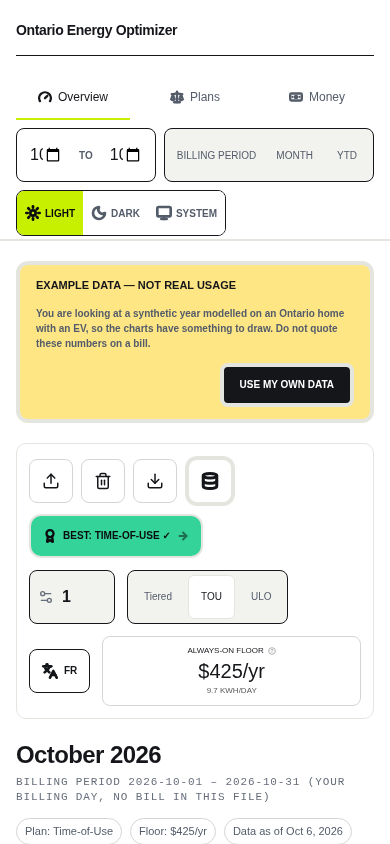 Ontario Energy Optimizer
Overview
Plans
Money
10
TO
10
BILLING PERIOD
MONTH
YTD
LIGHT
DARK
SYSTEM
EXAMPLE DATA — NOT REAL USAGE
You are looking at a synthetic year modelled on an Ontario home
with an EV, so the charts have something to draw. Do not quote
these numbers on a bill.
USE MY OWN DATA
BEST: TIME-OF-USE ✓ →
1
Tiered
TOU
ULO
FR
ALWAYS-ON FLOOR
$425/yr
9.7 KWH/DAY
October 2026
BILLING PERIOD 2026-10-01 – 2026-10-31 (YOUR
BILLING DAY, NO BILL IN THIS FILE)
Plan: Time-of-Use
Floor: $425/yr
Data as of Oct 6, 2026